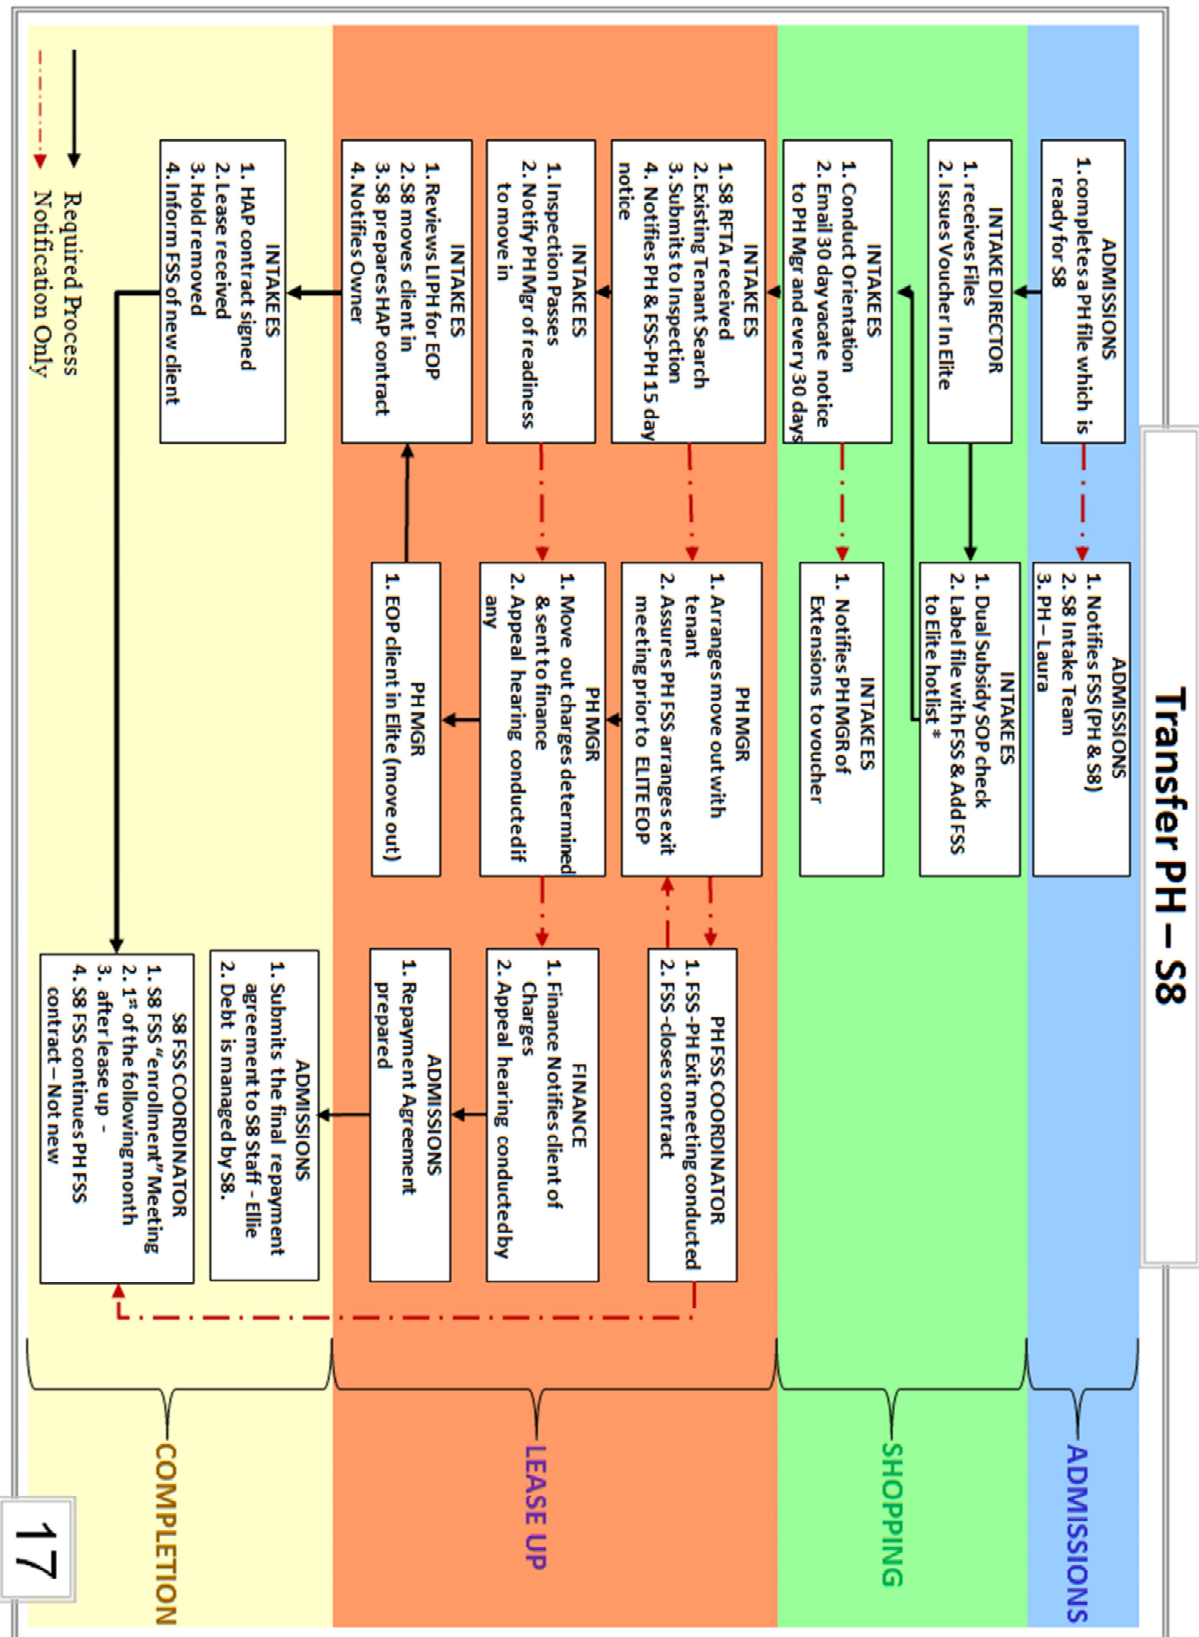 Transfer PH – S8
ADMISSIONS
1. completes a PH file which is
ready for S8
ADMISSIONS
1. Notifies FSS (PH & S8)
2. S8 Intake Team
3. PH – Laura
ADMISSIONS
INTAKE DIRECTOR
1. receives Files
2. Issues Voucher In Elite
INTAKE ES
1. Dual Subsidy SOP check
2. Label file with FSS & Add FSS
to Elite hotlist *
INTAKE ES
1. Conduct Orientation
2. Email 30 day vacate notice
to PH Mgr and every 30 days
INTAKE ES
1. Notifies PH MGR of
Extensions to voucher
SHOPPING
INTAKE ES
1. S8 RFTA received
2. Existing Tenant Search
3. Submits to Inspection
4. Notifies PH & FSS-PH 15 day
notice
PH MGR
1. Arranges move out with
tenant
2. Assures PH FSS arranges exit
meeting prior to ELITE EOP
PH FSS COORDINATOR
1. FSS -PH Exit meeting conducted
2. FSS -closes contract
INTAKE ES
1. Inspection Passes
2. Notify PH Mgr of readiness
to move in
PH MGR
1. Move out charges determined
& sent to finance
2. Appeal hearing conducted if
any
FINANCE
1. Finance Notifies client of
Charges
2. Appeal hearing conducted by
INTAKE ES
1. Reviews LIPH for EOP
2. S8 moves client in
3. S8 prepares HAP contract
4. Notifies Owner
PH MGR
1. EOP client in Elite (move out)
ADMISSIONS
1. Repayment Agreement
prepared
LEASE UP
INTAKE ES
1. HAP contract signed
2. Lease received
3. Hold removed
4. Inform FSS of new client
ADMISSIONS
1. Submits the final repayment
agreement to S8 Staff - Ellie
2. Debt is managed by S8.
S8 FSS COORDINATOR
1. S8 FSS “enrollment” Meeting
2. 1st of the following month
3. after lease up -
4. S8 FSS continues PH FSS
contract – Not new
COMPLETION
Required Process
Notification Only
17